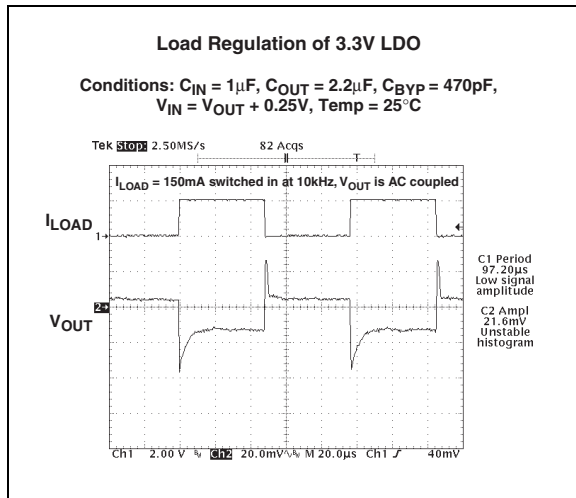 Load Regulation of 3.3V LDO
Conditions: CIN = 1μF, COUT = 2.2μF, CBYP = 470pF,
VIN = VOUT + 0.25V, Temp = 25°C
Tek Stop: 2.50MS/s 82 Acqs
T
ILOAD = 150mA switched in at 10kHz, VOUT is AC coupled
ILOAD
1
C1 Period
97.20μs
Low signal
amplitude
2
VOUT
C2 Ampl
21.6mV
Unstable
histogram
Ch1 2.00 V Ch2 20.0mV M 20.0μs Ch1 40mV